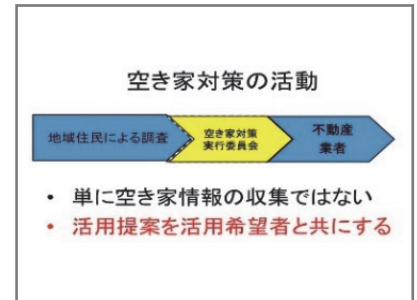 空き家対策の活動
地域住民による調査
空き家対策
実行委員会
不動産
業者
• 単に空き家情報の収集ではない
• 活用提案を活用希望者と共にする